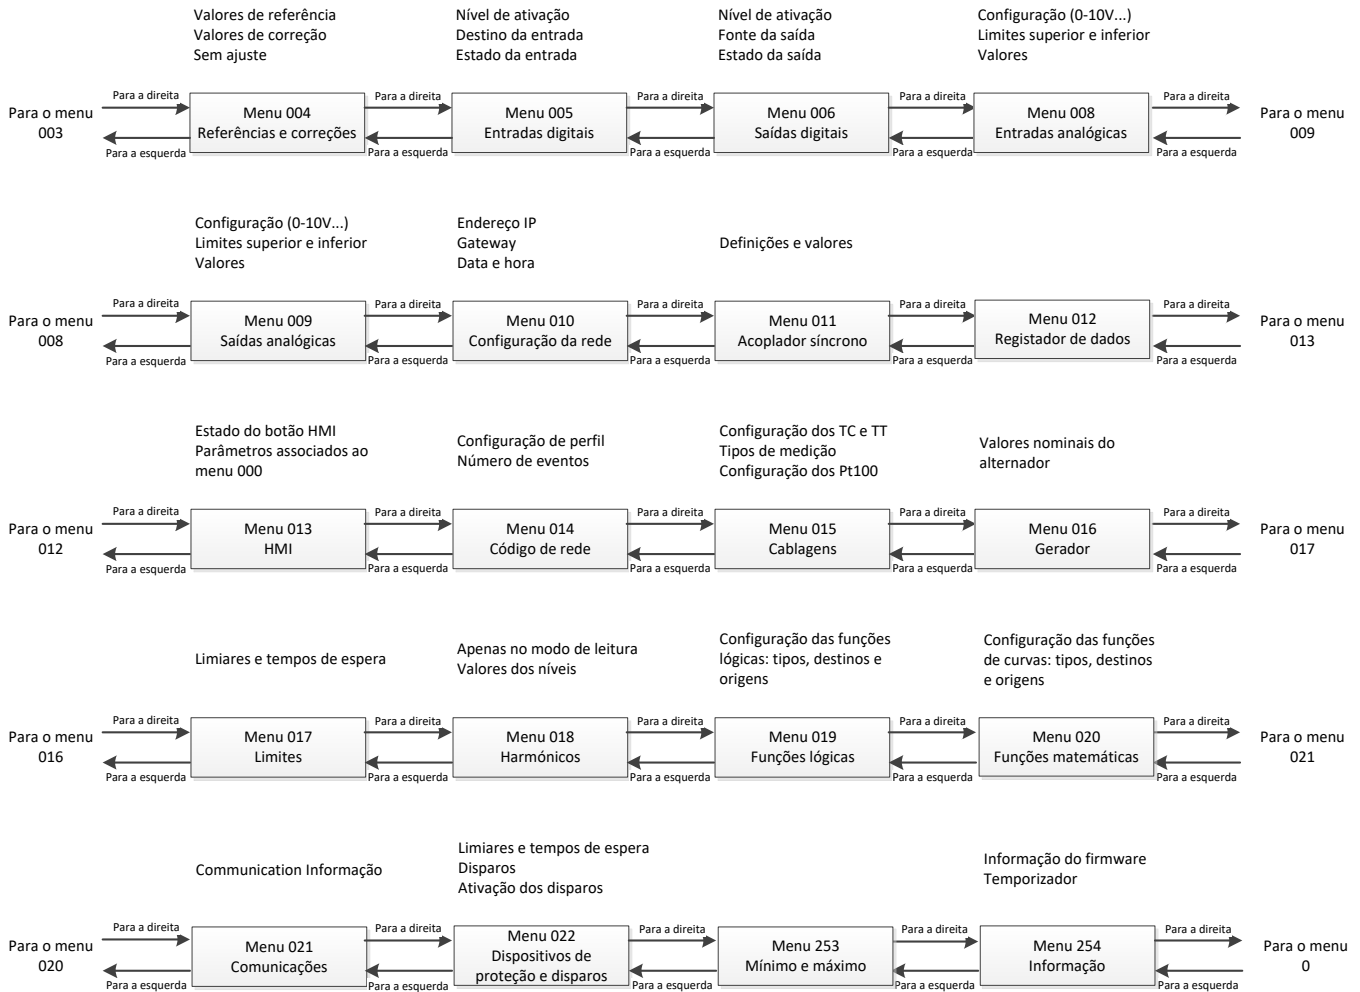 Valores de referência
Valores de correção
Sem ajuste
Nível de ativação
Destino da entrada
Estado da entrada
Nível de ativação
Fonte da saída
Estado da saída
Configuração (0-10V...)
Limites superior e inferior
Valores
Para o menu
003
Para a direita
Para a esquerda
Menu 004
Referências e correções
Para a direita
Para a esquerda
Menu 005
Entradas digitais
Para a direita
Para a esquerda
Menu 006
Saídas digitais
Para a direita
Para a esquerda
Menu 008
Entradas analógicas
Para a direita
Para a esquerda
Para o menu
009
Configuração (0-10V...)
Limites superior e inferior
Valores
Endereço IP
Gateway
Data e hora
Definições e valores
Para o menu
008
Para a direita
Para a esquerda
Menu 009
Saídas analógicas
Para a direita
Para a esquerda
Menu 010
Configuração da rede
Para a direita
Para a esquerda
Menu 011
Acoplador síncrono
Para a direita
Para a esquerda
Menu 012
Registador de dados
Para a direita
Para a esquerda
Para o menu
013
Estado do botão HMI
Parâmetros associados ao
menu 000
Configuração de perfil
Número de eventos
Configuração dos TC e TT
Tipos de medição
Configuração dos Pt100
Valores nominais do
alternador
Para o menu
012
Para a direita
Para a esquerda
Menu 013
HMI
Para a direita
Para a esquerda
Menu 014
Código de rede
Para a direita
Para a esquerda
Menu 015
Cablagens
Para a direita
Para a esquerda
Menu 016
Gerador
Para a direita
Para a esquerda
Para o menu
017
Limiares e tempos de espera
Apenas no modo de leitura
Valores dos níveis
Configuração das funções
lógicas: tipos, destinos e
origens
Configuração das funções
de curvas: tipos, destinos
e origens
Para o menu
016
Para a direita
Para a esquerda
Menu 017
Limites
Para a direita
Para a esquerda
Menu 018
Harmónicos
Para a direita
Para a esquerda
Menu 019
Funções lógicas
Para a direita
Para a esquerda
Menu 020
Funções matemáticas
Para a direita
Para a esquerda
Para o menu
021
Communication Informação
Limiares e tempos de espera
Disparos
Ativação dos disparos
Informação do firmware
Temporizador
Para o menu
020
Para a direita
Para a esquerda
Menu 021
Comunicações
Para a direita
Para a esquerda
Menu 022
Dispositivos de
proteção e disparos
Para a direita
Para a esquerda
Menu 253
Mínimo e máximo
Para a direita
Para a esquerda
Menu 254
Informação
Para a direita
Para a esquerda
Para o menu
0